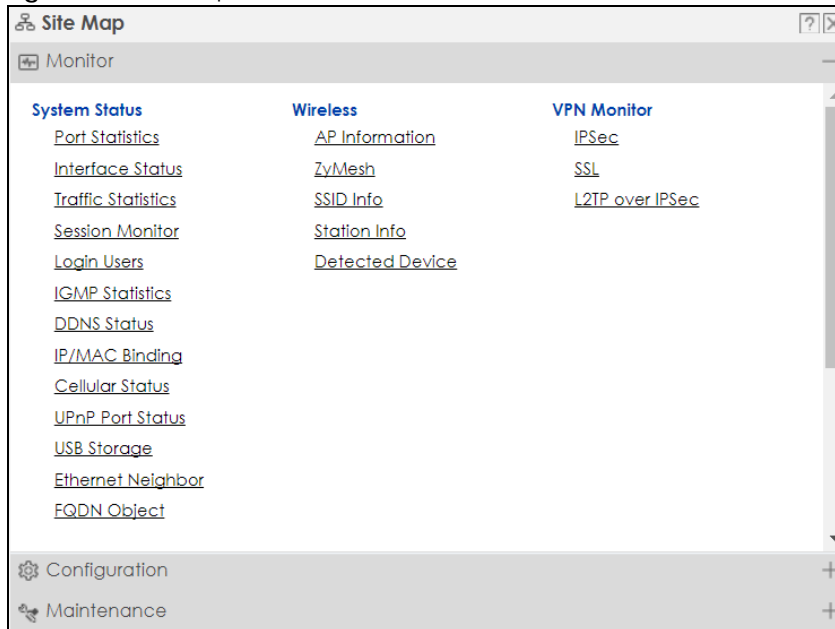 Site Map
Monitor
System Status
Port Statistics
Interface Status
Traffic Statistics
Session Monitor
Login Users
IGMP Statistics
DDNS Status
IP/MAC Binding
Cellular Status
UPnP Port Status
USB Storage
Ethernet Neighbor
FQDN Object
Wireless
AP Information
ZyMesh
SSID Info
Station Info
Detected Device
VPN Monitor
IPSec
SSL
L2TP over IPSec
Configuration
Maintenance